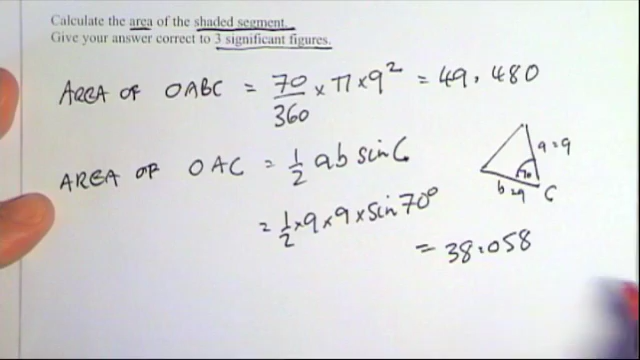 Calculate the area of the shaded segment.
Give your answer correct to 3 significant figures.
AREA OF OABC = 70/360 × π × 9² = 49.480
AREA OF OAC = 1/2 ab sin C
= 1/2 × 9 × 9 × sin 70°
= 38.058
a=9
70
b=9 C